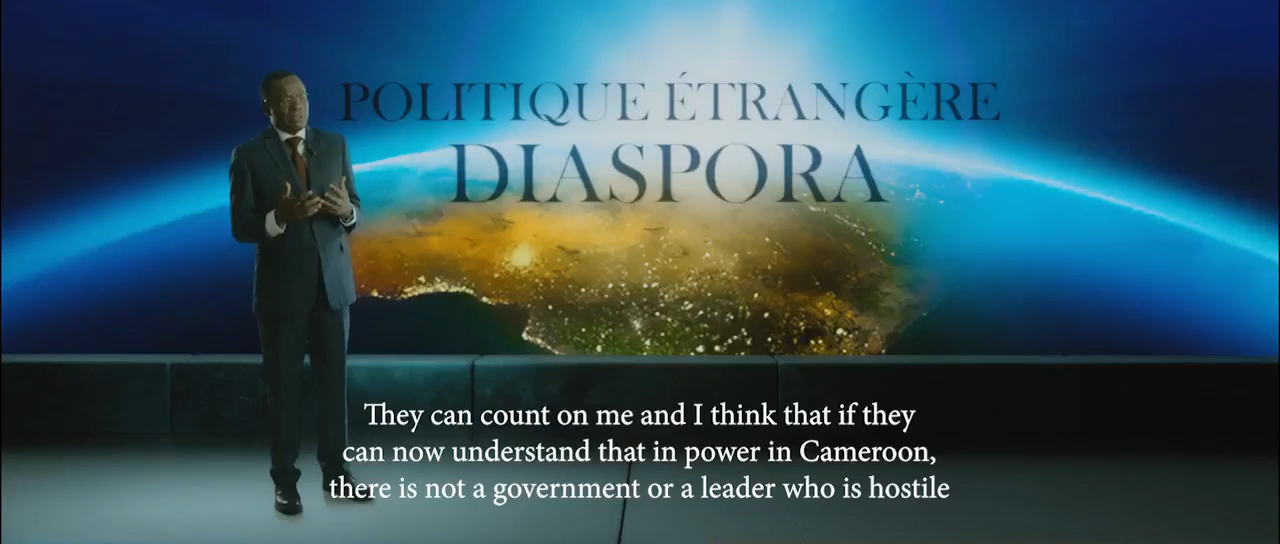 POLITIQUE ÉTRANGÈRE
DIASPORA
They can count on me and I think that if they
can now understand that in power in Cameroon,
there is not a government or a leader who is hostile